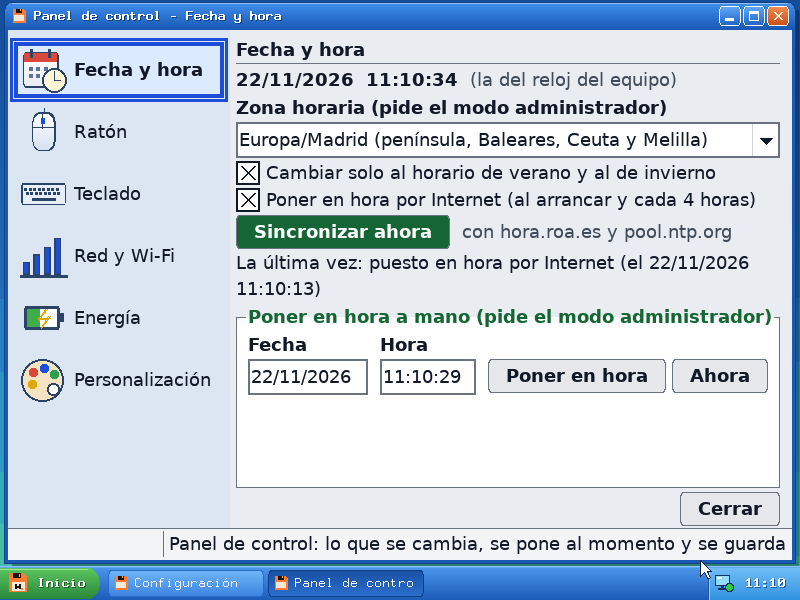 Panel de control - Fecha y hora
Fecha y hora
Ratón
Teclado
Red y Wi-Fi
Energía
Personalización
Fecha y hora
22/11/2026 11:10:34 (la del reloj del equipo)
Zona horaria (pide el modo administrador)
Europa/Madrid (península, Baleares, Ceuta y Melilla)
Cambiar solo al horario de verano y al de invierno
Poner en hora por Internet (al arrancar y cada 4 horas)
Sincronizar ahora con hora.roa.es y pool.ntp.org
La última vez: puesto en hora por Internet (el 22/11/2026
11:10:13)
Poner en hora a mano (pide el modo administrador)
Fecha Hora
22/11/2026 11:10:29 Poner en hora Ahora
Cerrar
Panel de control: lo que se cambia, se pone al momento y se guarda
Inicio Configuración Panel de contro 11:10